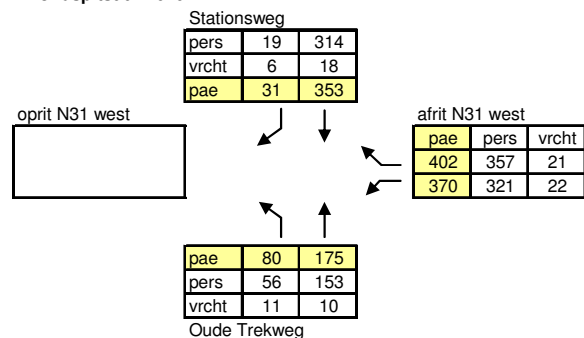 Stationsweg
pers 19 314
vrcht 6 18
pae 31 353
oprit N31 west
afrit N31 west
pae pers vrcht
402 357 21
370 321 22
pae 80 175
pers 56 153
vrcht 11 10
Oude Trekweg